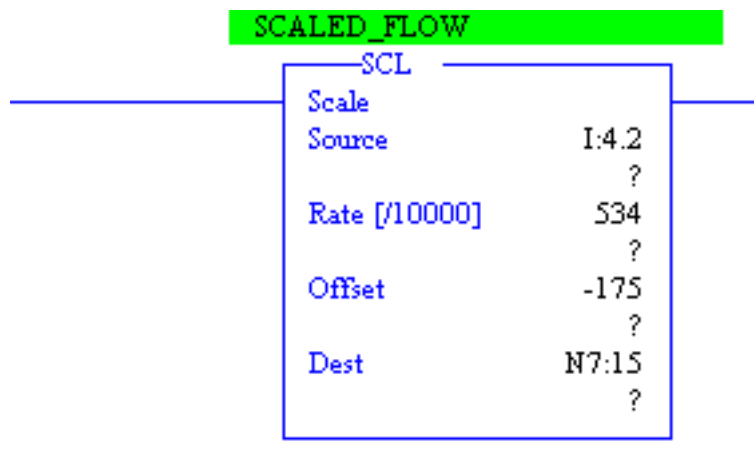 SCALED_FLOW
SCL
Scale
Source I:4.2
?
Rate [/10000] 534
?
Offset -175
?
Dest N7:15
?